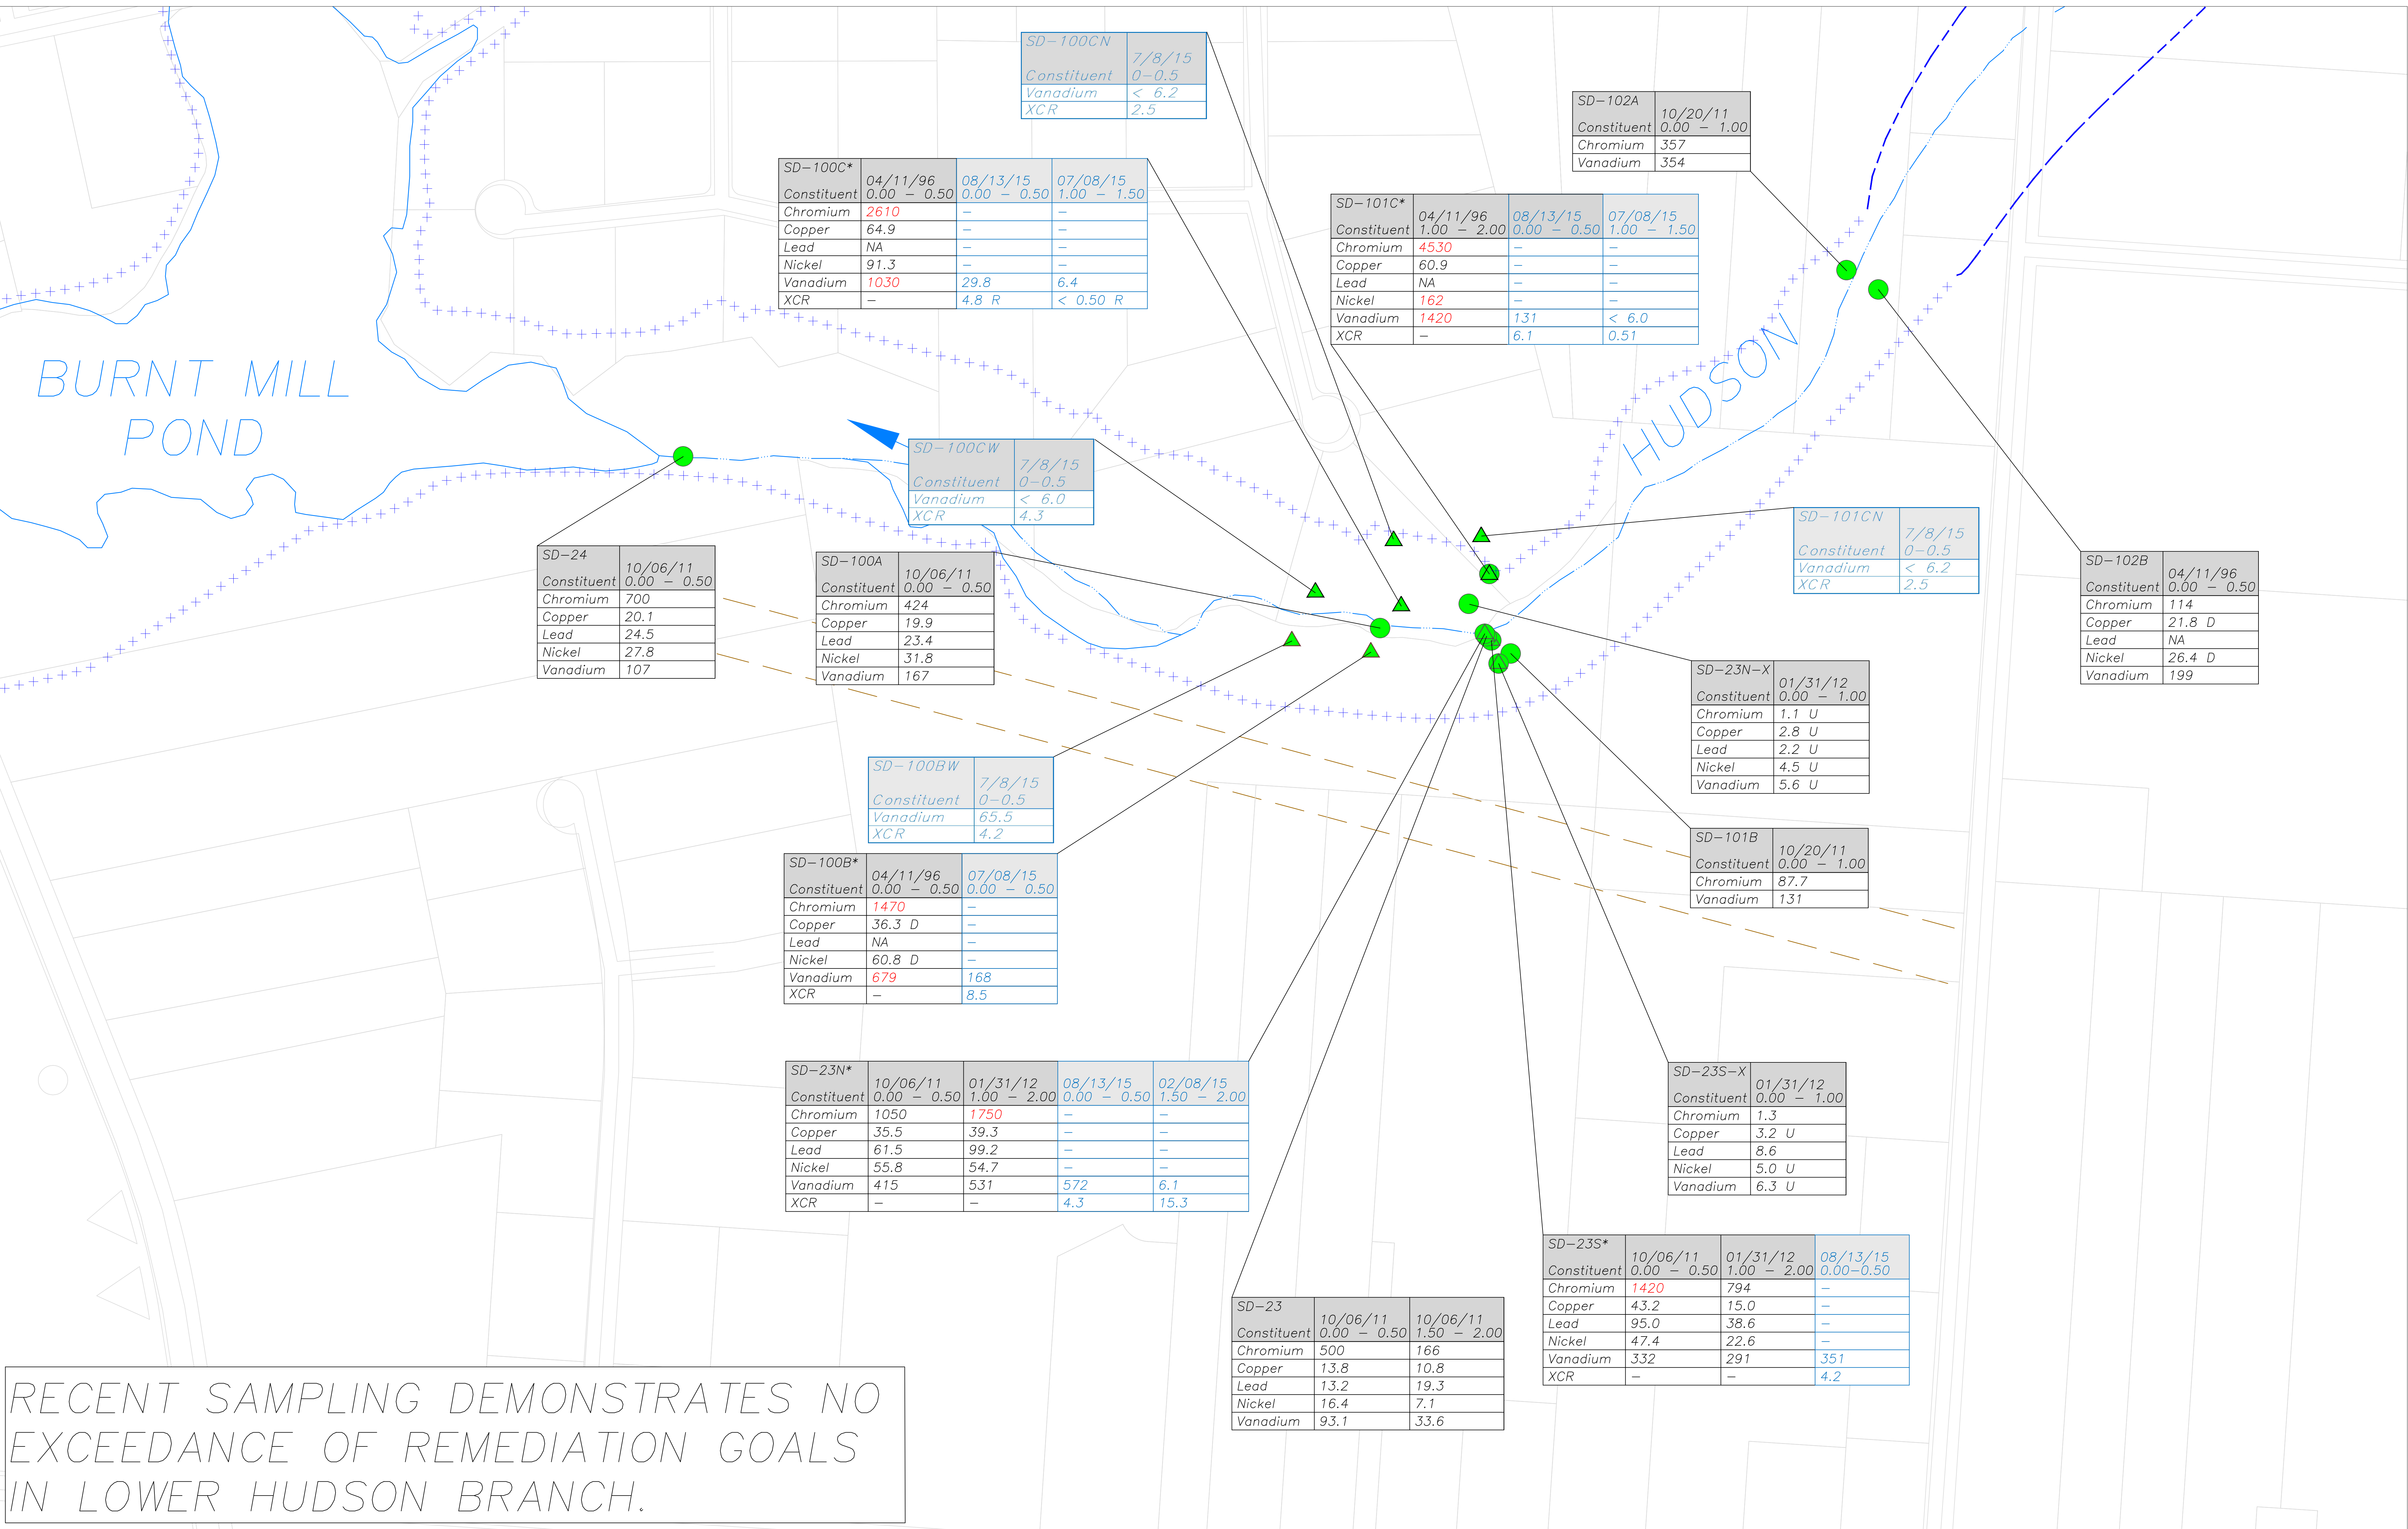 SD-100CN
7/8/15
Constituent 0-0.5
Vanadium < 6.2
XCR 2.5
SD-102A
10/20/11
Constituent 0.00 - 1.00
Chromium 357
Vanadium 354
SD-100C*
04/11/96 08/13/15 07/08/15
Constituent 0.00 - 0.50 0.00 - 0.50 1.00 - 1.50
Chromium 2610 - -
Copper 64.9 - -
Lead NA - -
Nickel 91.3 - -
Vanadium 1030 29.8 6.4
XCR - 4.8 R < 0.50 R
SD-101C*
04/11/96 08/13/15 07/08/15
Constituent 1.00 - 2.00 0.00 - 0.50 1.00 - 1.50
Chromium 4530 - -
Copper 60.9 - -
Lead NA - -
Nickel 162 - -
Vanadium 1420 131 < 6.0
XCR - 6.1 0.51
BURNT MILL
POND
HUDSON
SD-100CW
7/8/15
Constituent 0-0.5
Vanadium < 6.0
XCR 4.3
SD-101CN
7/8/15
Constituent 0-0.5
Vanadium < 6.2
XCR 2.5
SD-24
10/06/11
Constituent 0.00 - 0.50
Chromium 700
Copper 20.1
Lead 24.5
Nickel 27.8
Vanadium 107
SD-100A
10/06/11
Constituent 0.00 - 0.50
Chromium 424
Copper 19.9
Lead 23.4
Nickel 31.8
Vanadium 167
SD-102B
04/11/96
Constituent 0.00 - 0.50
Chromium 114
Copper 21.8 D
Lead NA
Nickel 26.4 D
Vanadium 199
SD-23N-X
01/31/12
Constituent 0.00 - 1.00
Chromium 1.1 U
Copper 2.8 U
Lead 2.2 U
Nickel 4.5 U
Vanadium 5.6 U
SD-100BW
7/8/15
Constituent 0-0.5
Vanadium 65.5
XCR 4.2
SD-101B
10/20/11
Constituent 0.00 - 1.00
Chromium 87.7
Vanadium 131
SD-100B*
04/11/96 07/08/15
Constituent 0.00 - 0.50 0.00 - 0.50
Chromium 1470 -
Copper 36.3 D -
Lead NA -
Nickel 60.8 D -
Vanadium 679 168
XCR - 8.5
SD-23N*
10/06/11 01/31/12 08/13/15 02/08/15
Constituent 0.00 - 0.50 1.00 - 2.00 0.00 - 0.50 1.50 - 2.00
Chromium 1050 1750 - -
Copper 35.5 39.3 - -
Lead 61.5 99.2 - -
Nickel 55.8 54.7 - -
Vanadium 415 531 572 6.1
XCR - - 4.3 15.3
SD-23S-X
01/31/12
Constituent 0.00 - 1.00
Chromium 1.3
Copper 3.2 U
Lead 8.6
Nickel 5.0 U
Vanadium 6.3 U
SD-23S*
10/06/11 01/31/12 08/13/15
Constituent 0.00 - 0.50 1.00 - 2.00 0.00-0.50
Chromium 1420 794 -
Copper 43.2 15.0 -
Lead 95.0 38.6 -
Nickel 47.4 22.6 -
Vanadium 332 291 351
XCR - - 4.2
SD-23
10/06/11 10/06/11
Constituent 0.00 - 0.50 1.50 - 2.00
Chromium 500 166
Copper 13.8 10.8
Lead 13.2 19.3
Nickel 16.4 7.1
Vanadium 93.1 33.6
RECENT SAMPLING DEMONSTRATES NO
EXCEEDANCE OF REMEDIATION GOALS
IN LOWER HUDSON BRANCH.